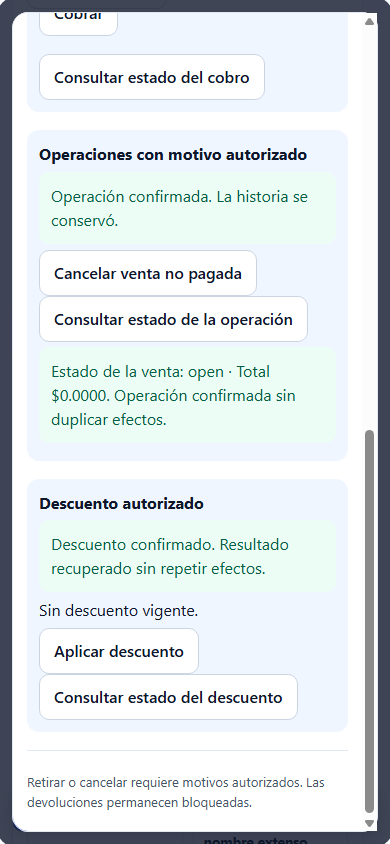 Cobrar
Consultar estado del cobro
Operaciones con motivo autorizado
Operación confirmada. La historia se
conservó.
Cancelar venta no pagada
Consultar estado de la operación
Estado de la venta: open · Total
$0.0000. Operación confirmada sin
duplicar efectos.
Descuento autorizado
Descuento confirmado. Resultado
recuperado sin repetir efectos.
Sin descuento vigente.
Aplicar descuento
Consultar estado del descuento
Retirar o cancelar requiere motivos autorizados. Las
devoluciones permanecen bloqueadas.
nombre extenso